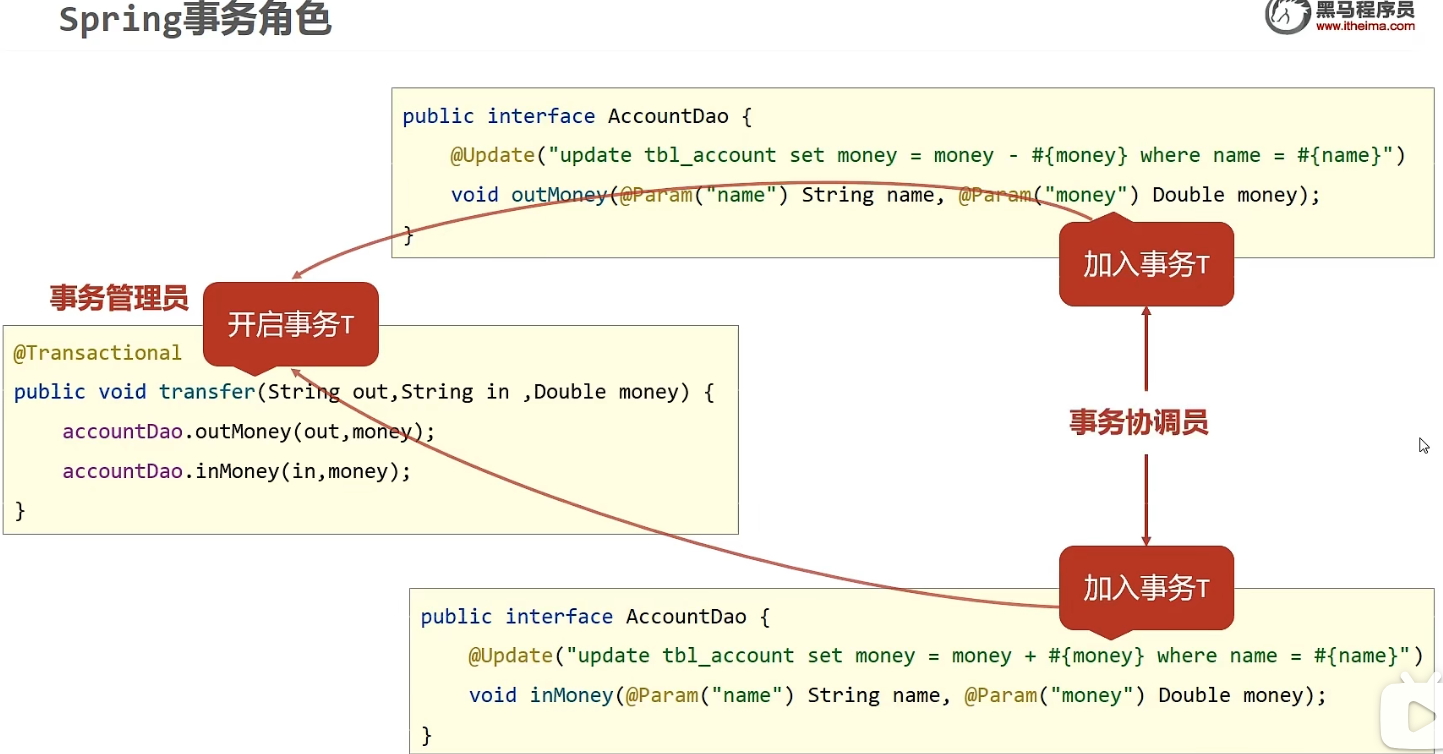 Spring事务角色
黑马程序员
www.itheima.com
public interface AccountDao {
@Update("update tbl_account set money = money - #{money} where name = #{name}")
void outMoney(@Param("name") String name, @Param("money") Double money);
}
加入事务T
事务管理员
开启事务T
@Transactional
public void transfer(String out,String in ,Double money) {
accountDao.outMoney(out,money);
accountDao.inMoney(in,money);
}
事务协调员
加入事务T
public interface AccountDao {
@Update("update tbl_account set money = money + #{money} where name = #{name}")
void inMoney(@Param("name") String name, @Param("money") Double money);
}